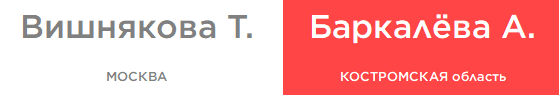 Вишнякова Т.
МОСКВА
Баркалёва А.
КОСТРОМСКАЯ область